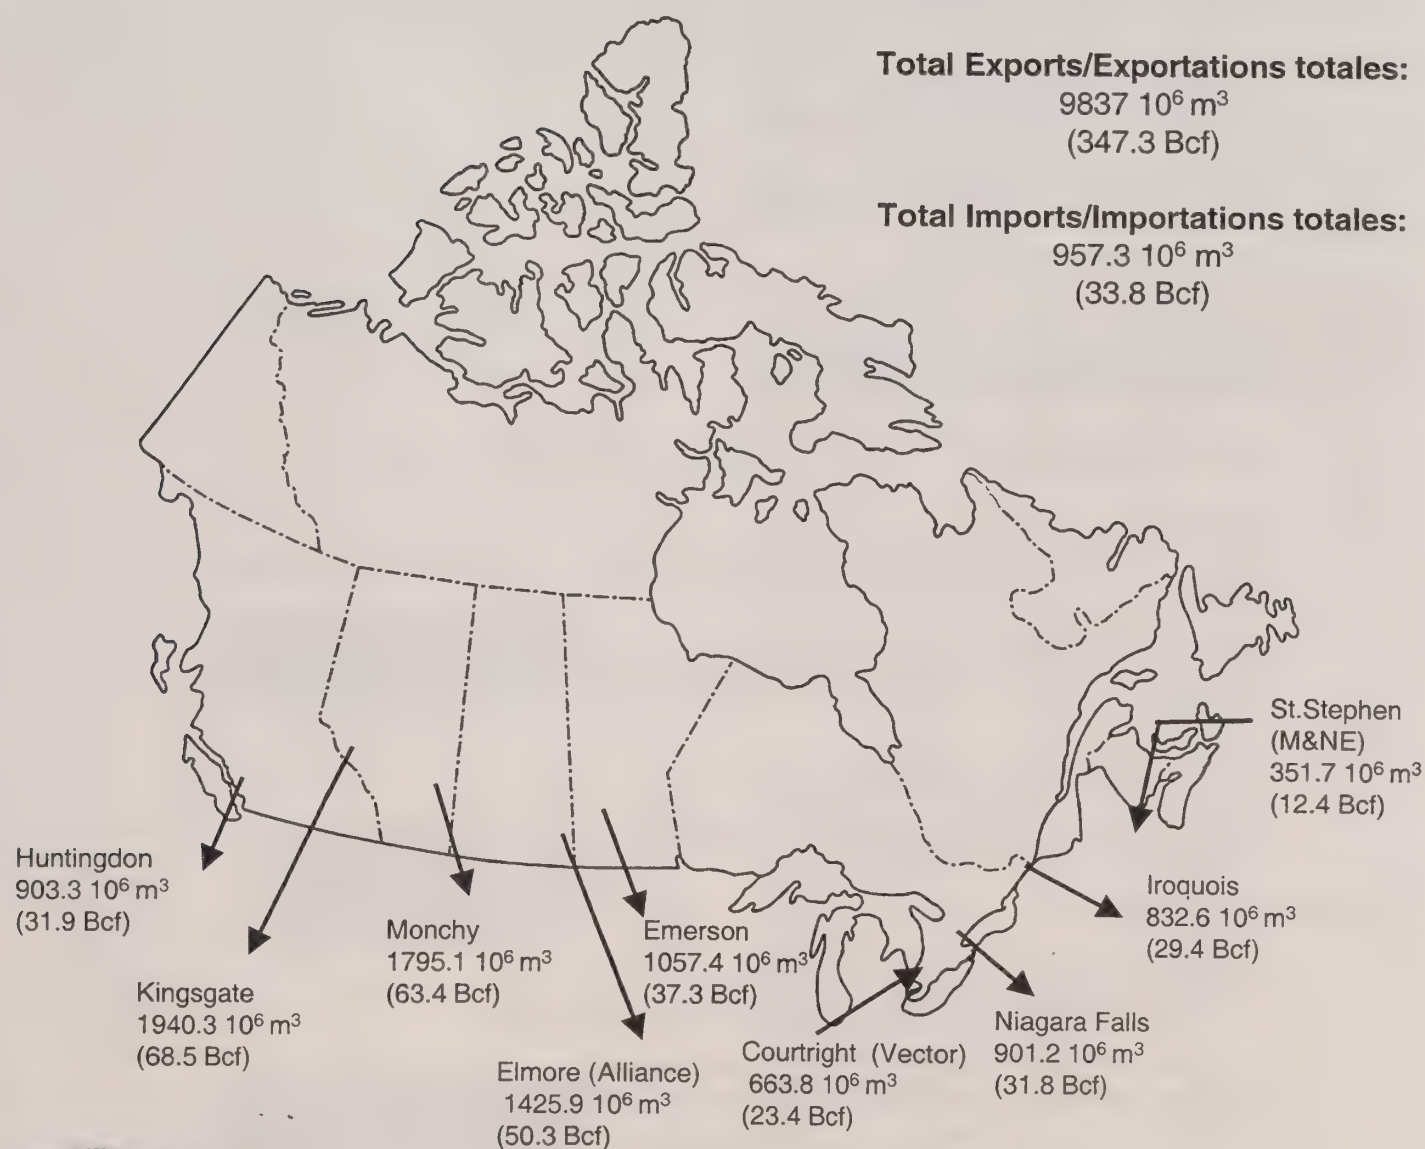 Total Exports/Exportations totales:
9837 10⁶ m³
(347.3 Bcf)
Total Imports/Importations totales:
957.3 10⁶ m³
(33.8 Bcf)
St.Stephen
(M&NE)
351.7 10⁶ m³
(12.4 Bcf)
Huntingdon
903.3 10⁶ m³
(31.9 Bcf)
Iroquois
832.6 10⁶ m³
(29.4 Bcf)
Monchy
1795.1 10⁶ m³
(63.4 Bcf)
Emerson
1057.4 10⁶ m³
(37.3 Bcf)
Kingsgate
1940.3 10⁶ m³
(68.5 Bcf)
Niagara Falls
901.2 10⁶ m³
(31.8 Bcf)
Courtright (Vector)
663.8 10⁶ m³
(23.4 Bcf)
Elmore (Alliance)
1425.9 10⁶ m³
(50.3 Bcf)